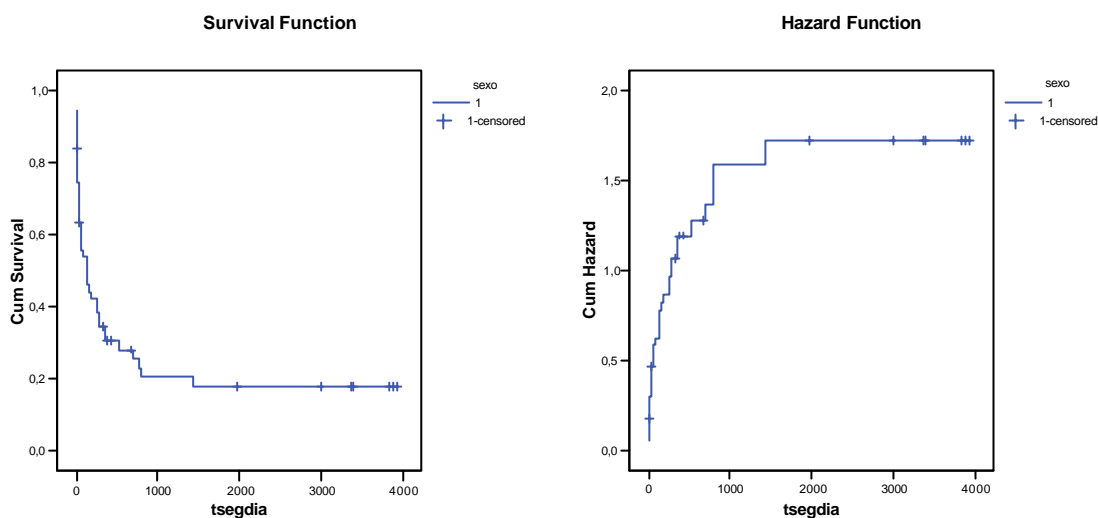 Survival Function
sexo
1
1-censored
1,0
0,8
0,6
0,4
0,2
0,0
Cum Survival
0
1000
2000
3000
4000
tsegdia
Hazard Function
sexo
1
1-censored
2,0
1,5
1,0
0,5
0,0
Cum Hazard
0
1000
2000
3000
4000
tsegdia